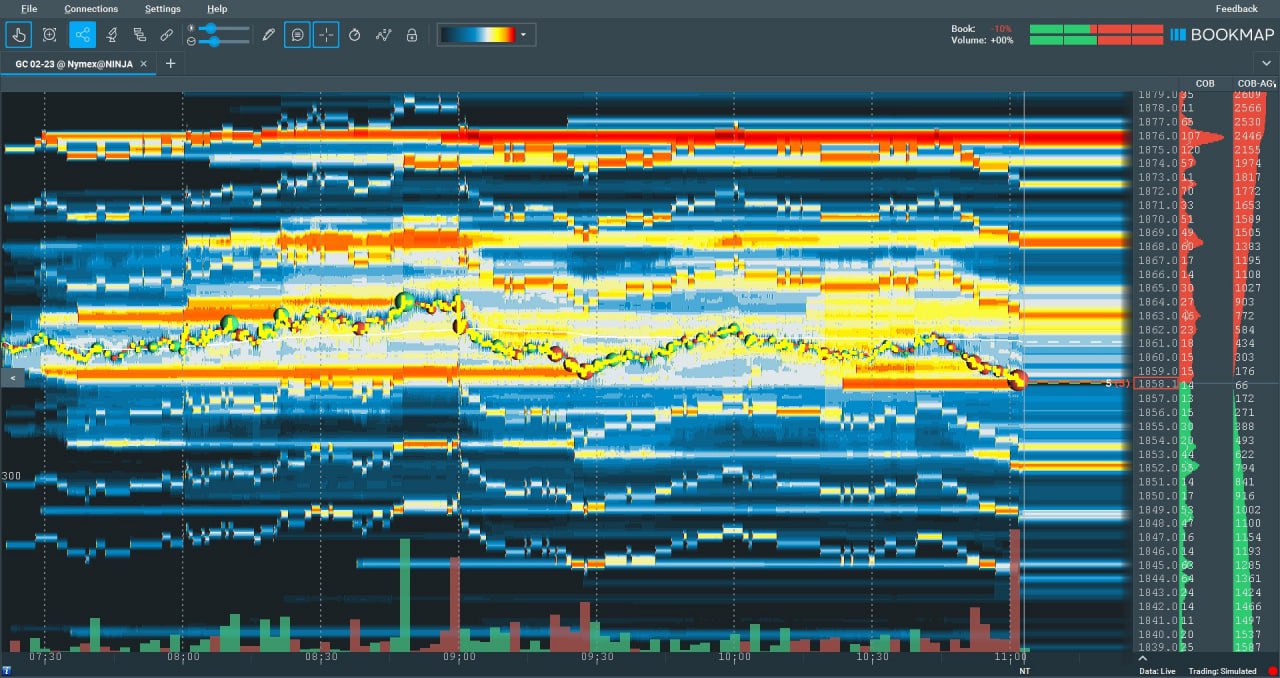 File Connections Settings Help Feedback
Book: -10%
Volume: +00%
BOOKMAP
GC 02-23 @ Nymex@NINJA × +
COB COB-AGV
1879.0 35 2609
1878.0 11 2566
1877.0 65 2530
1876.0 107 2446
1875.0 120 2155
1874.0 57 1974
1873.0 11 1817
1872.0 70 1772
1871.0 33 1653
1870.0 51 1589
1869.0 49 1505
1868.0 60 1383
1867.0 17 1195
1866.0 14 1108
1865.0 30 1027
1864.0 27 903
1863.0 46 772
1862.0 23 584
1861.0 18 434
1860.0 15 303
1859.0 15 176
< 5 (3) 1858.1 14 66
1857.0 13 172
1856.0 15 271
1855.0 30 388
1854.0 20 493
1853.0 44 622
300 1852.0 55 794
1851.0 14 841
1850.0 17 916
1849.0 53 1002
1848.0 47 1100
1847.0 16 1154
1846.0 14 1193
1845.0 63 1285
1844.0 64 1361
1843.0 24 1424
1842.0 14 1466
1841.0 11 1497
1840.0 20 1537
1839.0 25 1587
07:30 08:00 08:30 09:00 09:30 10:00 10:30 11:00
NT Data: Live Trading: Simulated